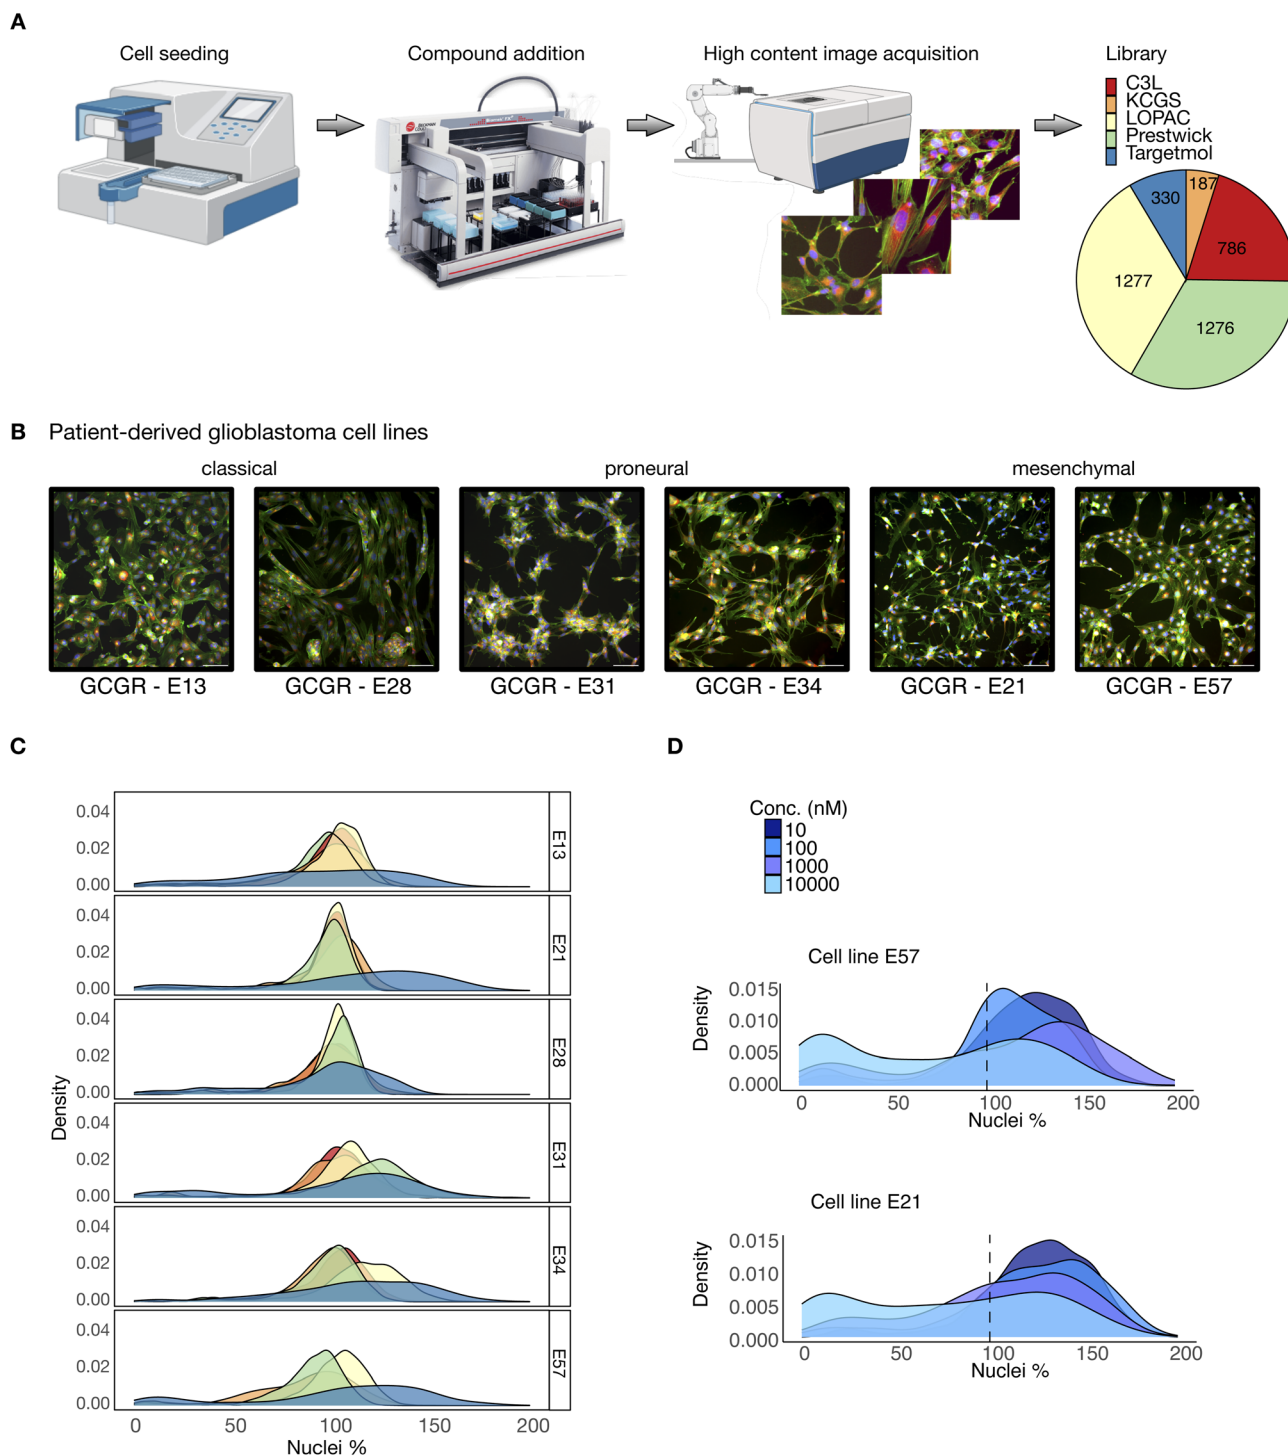 A
Cell seeding
Compound addition
High content image acquisition
Library
C3L
KCGS
LOPAC
Prestwick
Targetmol
330
187
786
1277
1276
B Patient-derived glioblastoma cell lines
classical
proneural
mesenchymal
GCGR - E13
GCGR - E28
GCGR - E31
GCGR - E34
GCGR - E21
GCGR - E57
C
Density
0.04
0.02
0.00
E13
0.04
0.02
0.00
E21
0.04
0.02
0.00
E28
0.04
0.02
0.00
E31
0.04
0.02
0.00
E34
0.04
0.02
0.00
E57
0 50 100 150 200
Nuclei %
D
Conc. (nM)
10
100
1000
10000
Cell line E57
Density
0.015
0.010
0.005
0.000
0 50 100 150 200
Nuclei %
Cell line E21
Density
0.015
0.010
0.005
0.000
0 50 100 150 200
Nuclei %